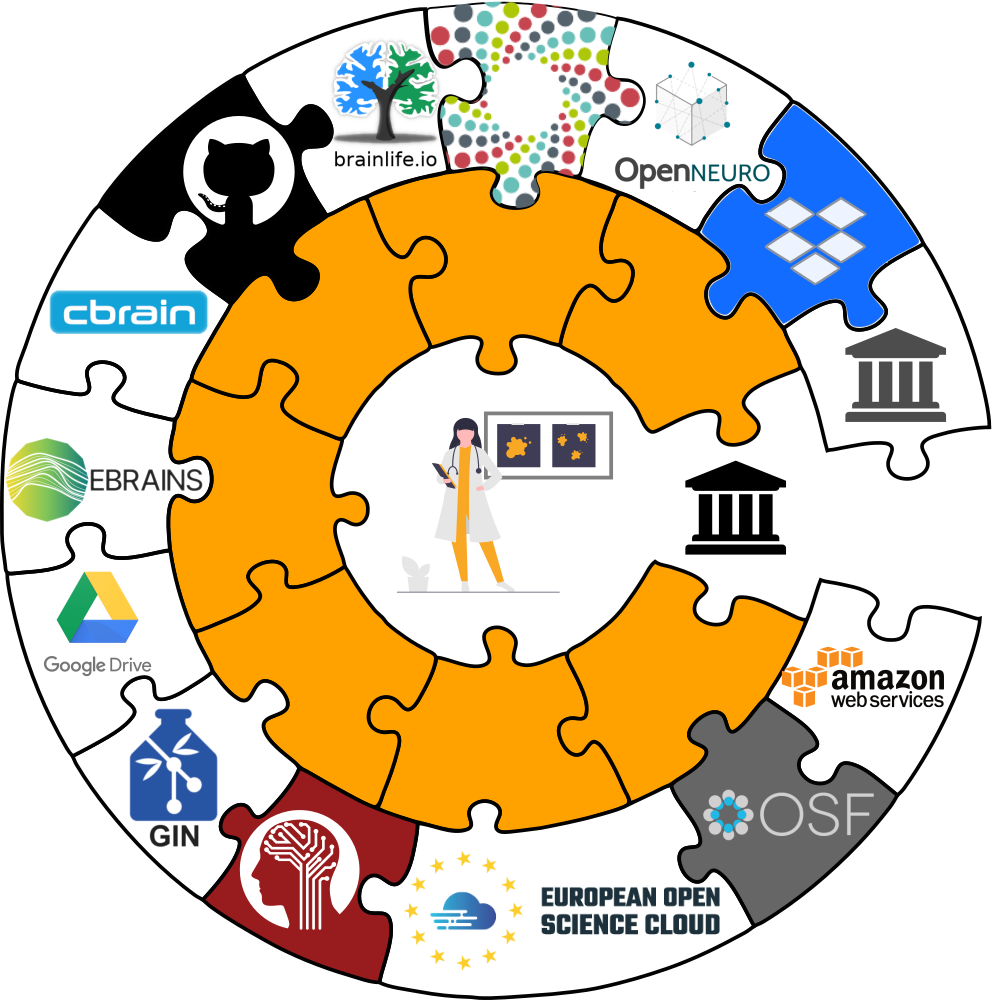 brainlife.io
OpenNEURO
cbrain
EBRAINS
Google Drive
GIN
EUROPEAN OPEN
SCIENCE CLOUD
OSF
amazon
web services